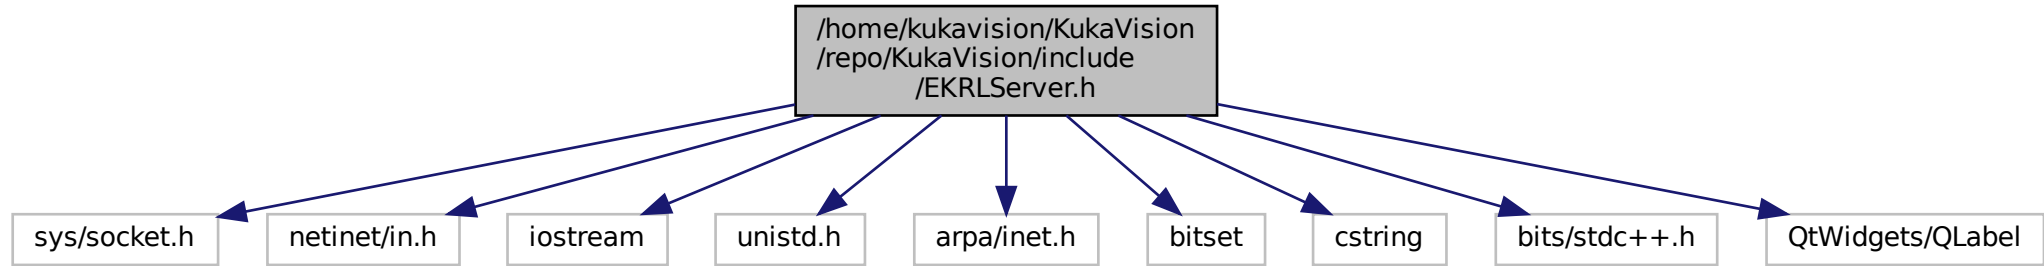 /home/kukavision/KukaVision
/repo/KukaVision/include
/EKRLServer.h
sys/socket.h
netinet/in.h
iostream
unistd.h
arpa/inet.h
bitset
cstring
bits/stdc++.h
QtWidgets/QLabel